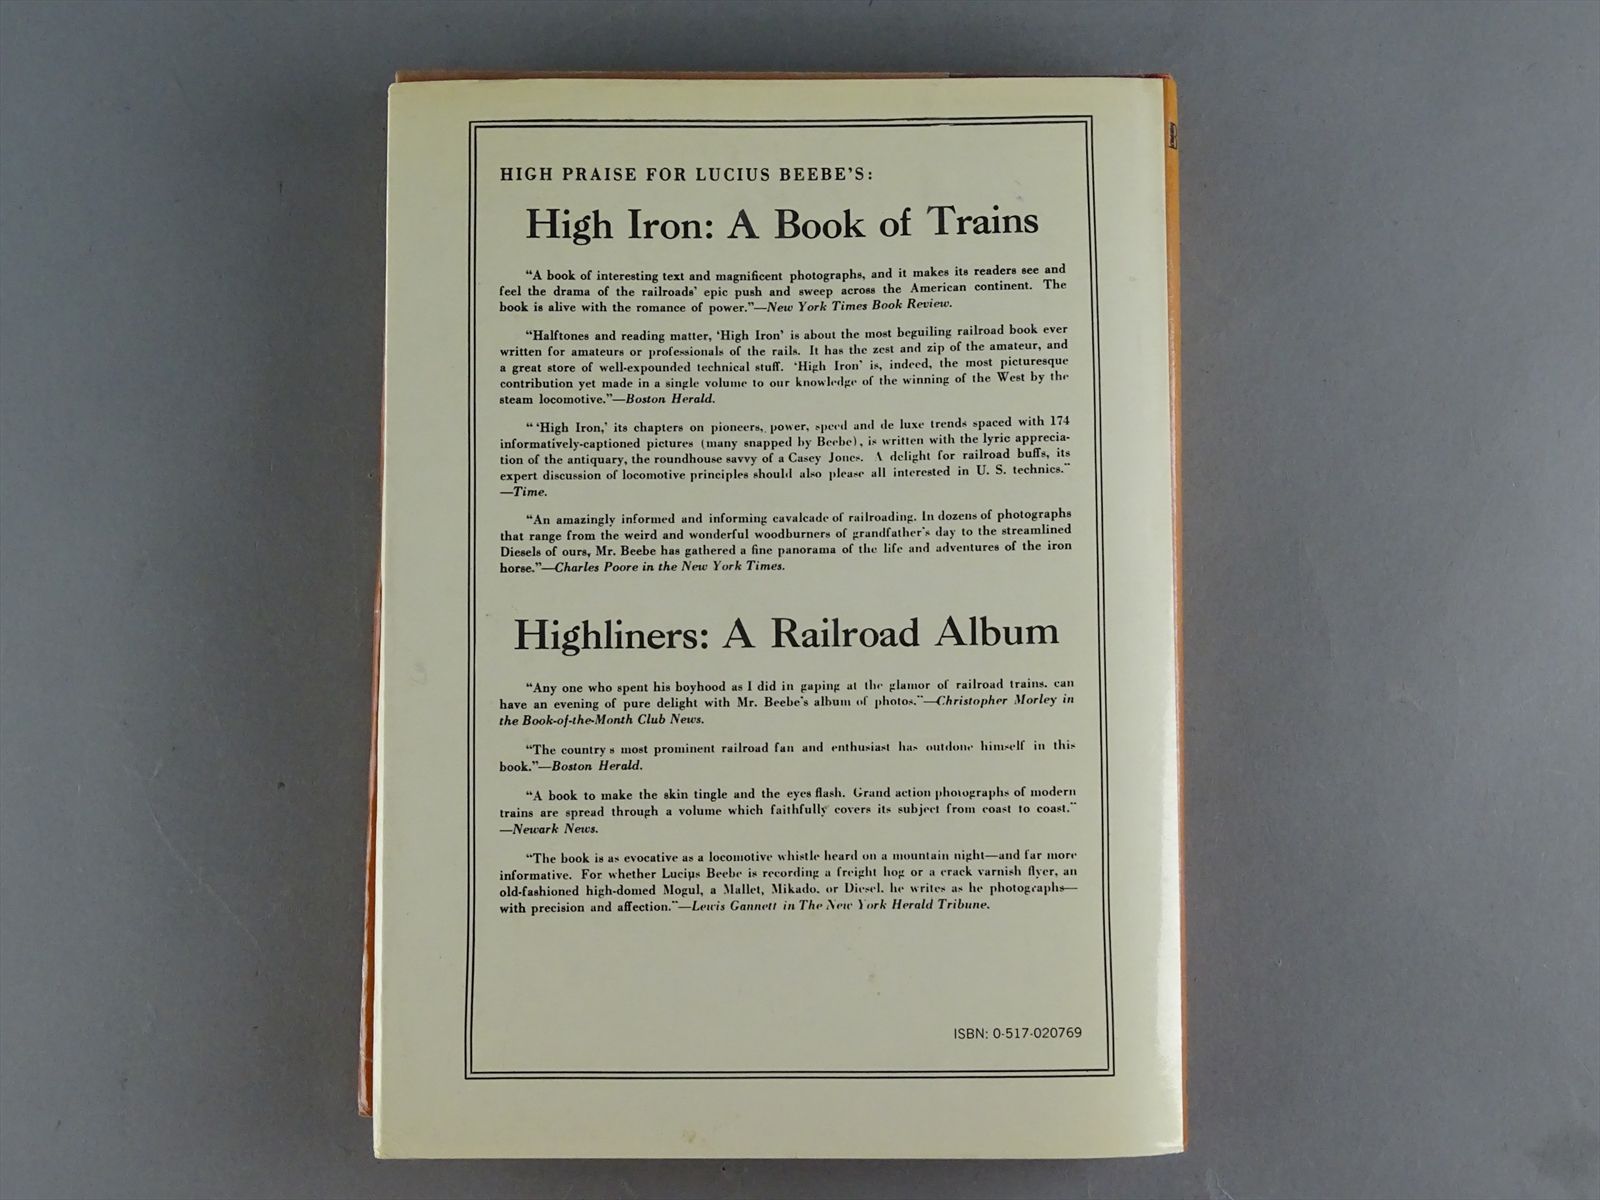 HIGH PRAISE FOR LUCIUS BEEBE'S:
High Iron: A Book of Trains
"A book of interesting text and magnificent photographs, and it makes its readers see and
feel the drama of the railroads' epic push and sweep across the American continent. The
book is alive with the romance of power."—New York Times Book Review.
"Halftones and reading matter, 'High Iron' is about the most beguiling railroad book ever
written for amateurs or professionals of the rails. It has the zest and zip of the amateur, and
a great store of well-expounded technical stuff. 'High Iron' is, indeed, the most picturesque
contribution yet made in a single volume to our knowledge of the winning of the West by the
steam locomotive."—Boston Herald.
" 'High Iron,' its chapters on pioneers, power, speed and de luxe trends spaced with 174
informatively-captioned pictures (many snapped by Beebe), is written with the lyric apprecia-
tion of the antiquary, the roundhouse savvy of a Casey Jones. A delight for railroad buffs, its
expert discussion of locomotive principles should also please all interested in U. S. technics."
—Time.
"An amazingly informed and informing cavalcade of railroading. In dozens of photographs
that range from the weird and wonderful woodburners of grandfather's day to the streamlined
Diesels of ours, Mr. Beebe has gathered a fine panorama of the life and adventures of the iron
horse."—Charles Poore in the New York Times.
Highliners: A Railroad Album
"Any one who spent his boyhood as I did in gaping at the glamor of railroad trains. can
have an evening of pure delight with Mr. Beebe's album of photos."—Christopher Morley in
the Book-of-the-Month Club News.
"The country s most prominent railroad fan and enthusiast has outdone himself in this
book."—Boston Herald.
"A book to make the skin tingle and the eyes flash. Grand action photographs of modern
trains are spread through a volume which faithfully covers its subject from coast to coast."
—Newark News.
"The book is as evocative as a locomotive whistle heard on a mountain night—and far more
informative. For whether Lucius Beebe is recording a freight hog or a crack varnish flyer, an
old-fashioned high-domed Mogul, a Mallet, Mikado. or Diesel. he writes as he photographs—
with precision and affection."—Lewis Gannett in The New York Herald Tribune.
ISBN: 0-517-020769